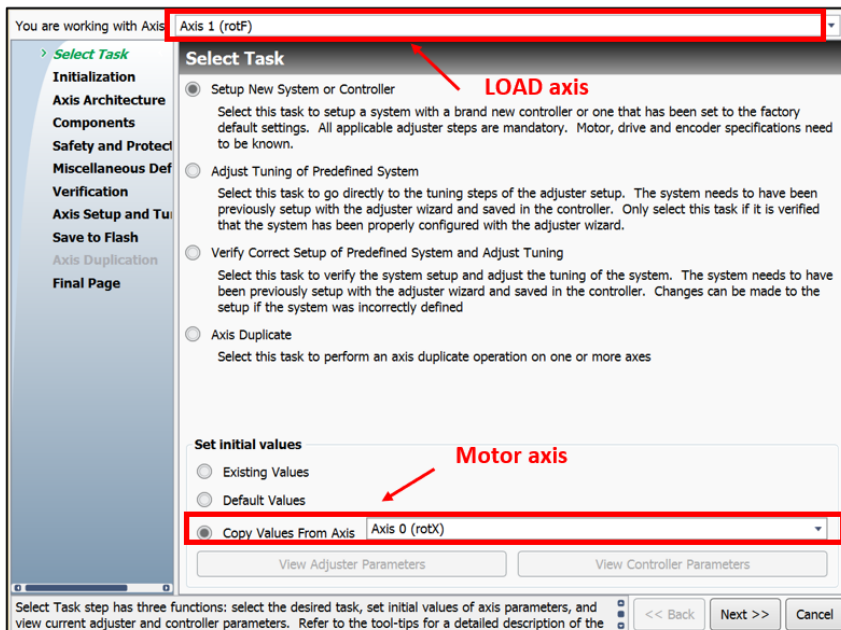 You are working with Axis Axis 1 (rotF)
> Select Task
Initialization
Axis Architecture
Components
Safety and Protect
Miscellaneous Def
Verification
Axis Setup and Tu
Save to Flash
Axis Duplication
Final Page
Select Task
LOAD axis
Setup New System or Controller
Select this task to setup a system with a brand new controller or one that has been set to the factory
default settings. All applicable adjuster steps are mandatory. Motor, drive and encoder specifications need
to be known.
Adjust Tuning of Predefined System
Select this task to go directly to the tuning steps of the adjuster setup. The system needs to have been
previously setup with the adjuster wizard and saved in the controller. Only select this task if it is verified
that the system has been properly configured with the adjuster wizard.
Verify Correct Setup of Predefined System and Adjust Tuning
Select this task to verify the system setup and adjust the tuning of the system. The system needs to have
been previously setup with the adjuster wizard and saved in the controller. Changes can be made to the
setup if the system was incorrectly defined
Axis Duplicate
Select this task to perform an axis duplicate operation on one or more axes
Set initial values
Motor axis
Existing Values
Default Values
Copy Values From Axis Axis 0 (rotX)
View Adjuster Parameters View Controller Parameters
Select Task step has three functions: select the desired task, set initial values of axis parameters, and
view current adjuster and controller parameters. Refer to the tool-tips for a detailed description of the
<< Back Next >> Cancel